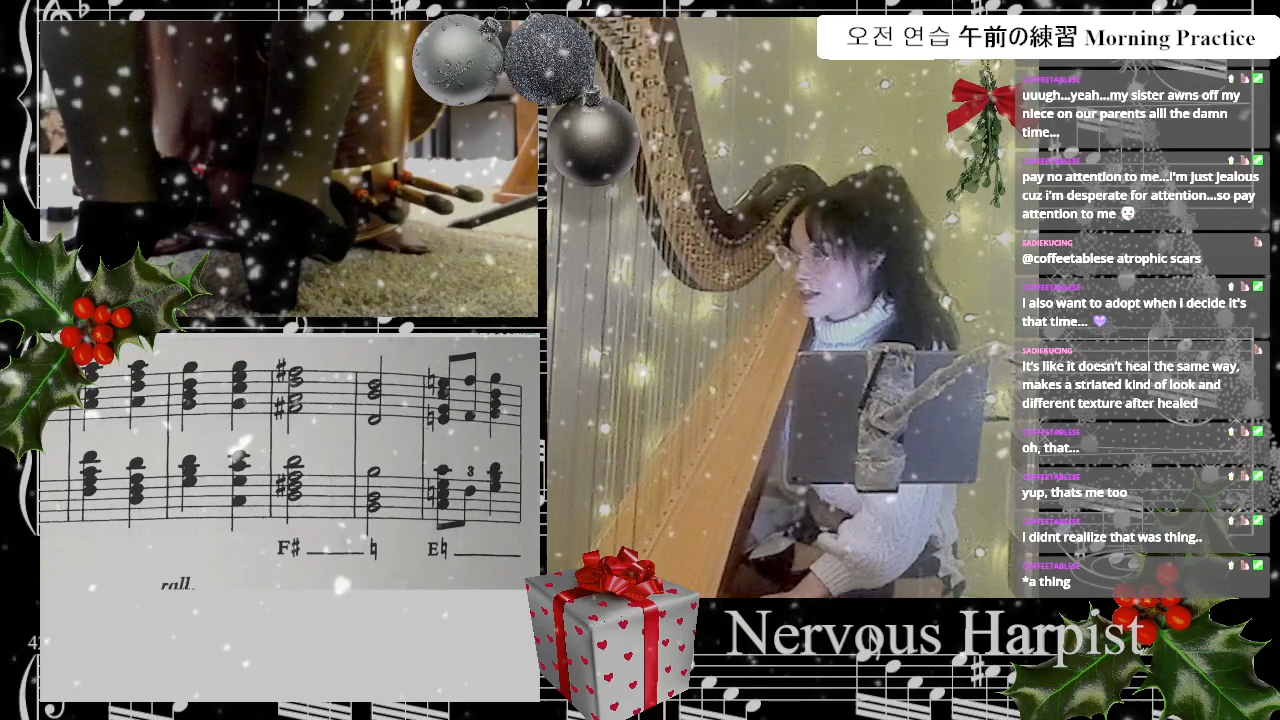 오전 연습 午前の練習 Morning Practice
COFFEETABLESE
uuugh...yeah...my sister awns off my
niece on our parents alll the damn
time...
COFFEETABLESE
pay no attention to me...I'm just jealous
cuz i'm desperate for attention...so pay
attention to me
SADIEKUCING
@coffeetablese atrophic scars
COFFEETABLESE
I also want to adopt when I decide it's
that time...
SADIEKUCING
It's like it doesn't heal the same way,
makes a striated kind of look and
different texture after healed
COFFEETABLESE
oh, that...
COFFEETABLESE
yup, thats me too
COFFEETABLESE
I didnt reallize that was thing..
COFFEETABLESE
*a thing
3
F# ♮ E♮
rall.
Nervous Harpist